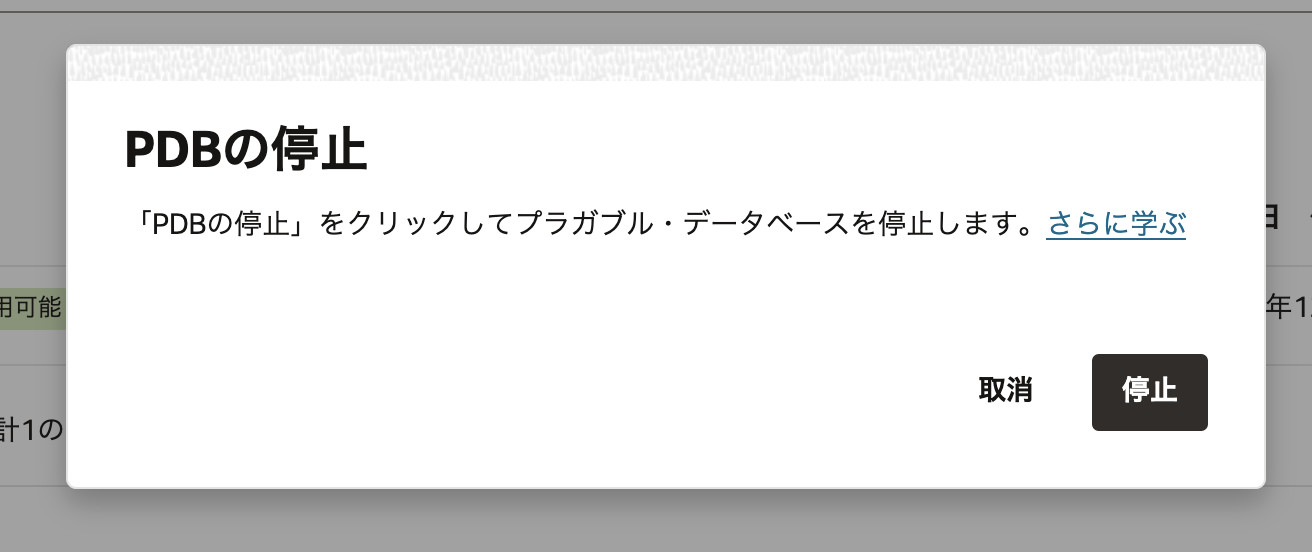 PDBの停止
「PDBの停止」をクリックしてプラガブル・データベースを停止します。さらに学ぶ
日
用可能
年1
計1の
取消
停止